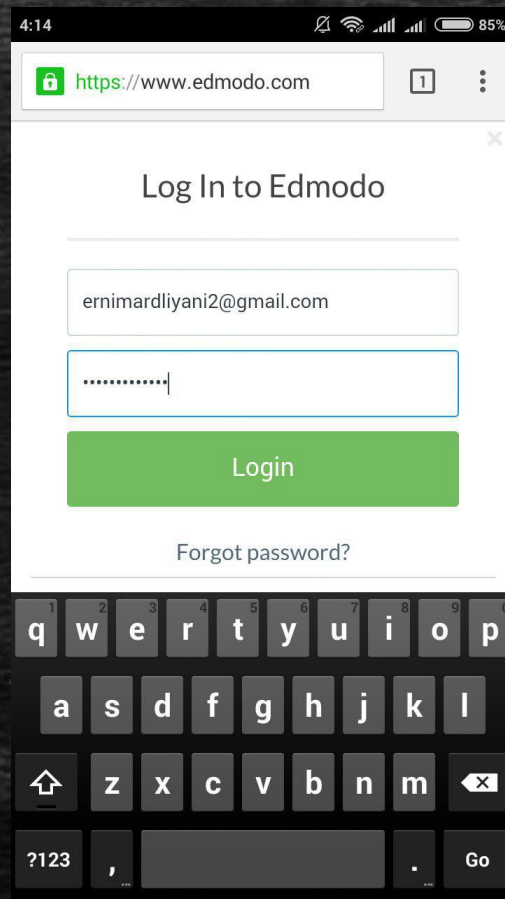 4:14
85%
https://www.edmodo.com
1
Log In to Edmodo
ernimardliyani2@gmail.com
•••••••••••••
Login
Forgot password?
1 2 3 4 5 6 7 8 9
q w e r t y u i o p
a s d f g h j k l
z x c v b n m
?123 , . Go